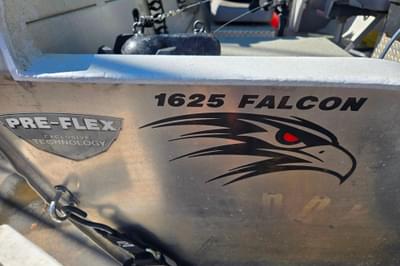 1625 FALCON
PRE-FLEX
EXCLUSIVE
TECHNOLOGY